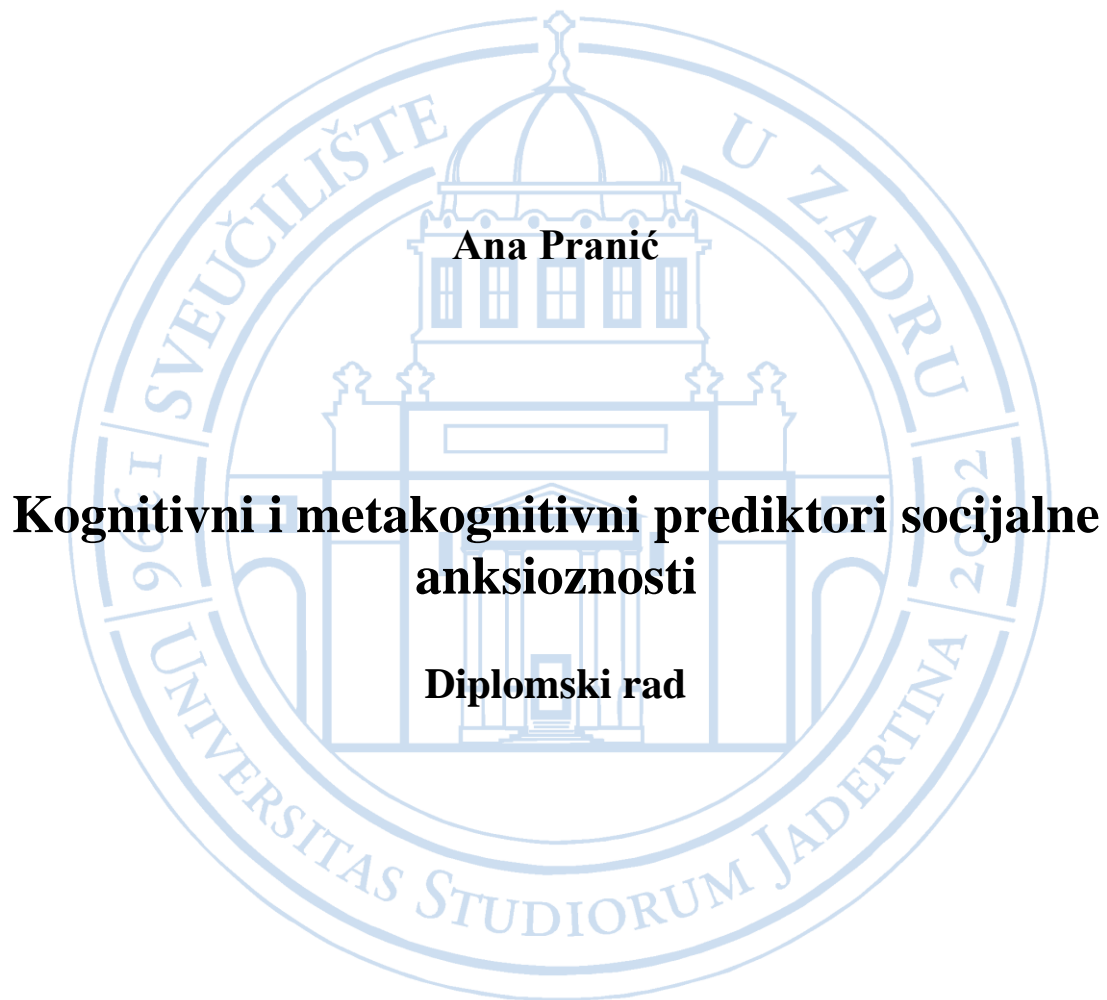 SVEUČILIŠTE U ZADRU
Ana Pranić
1396
2002
Kognitivni i metakognitivni prediktori socijalne
anksioznosti
Diplomski rad
UNIVERSITAS STUDIORUM JADERTINA